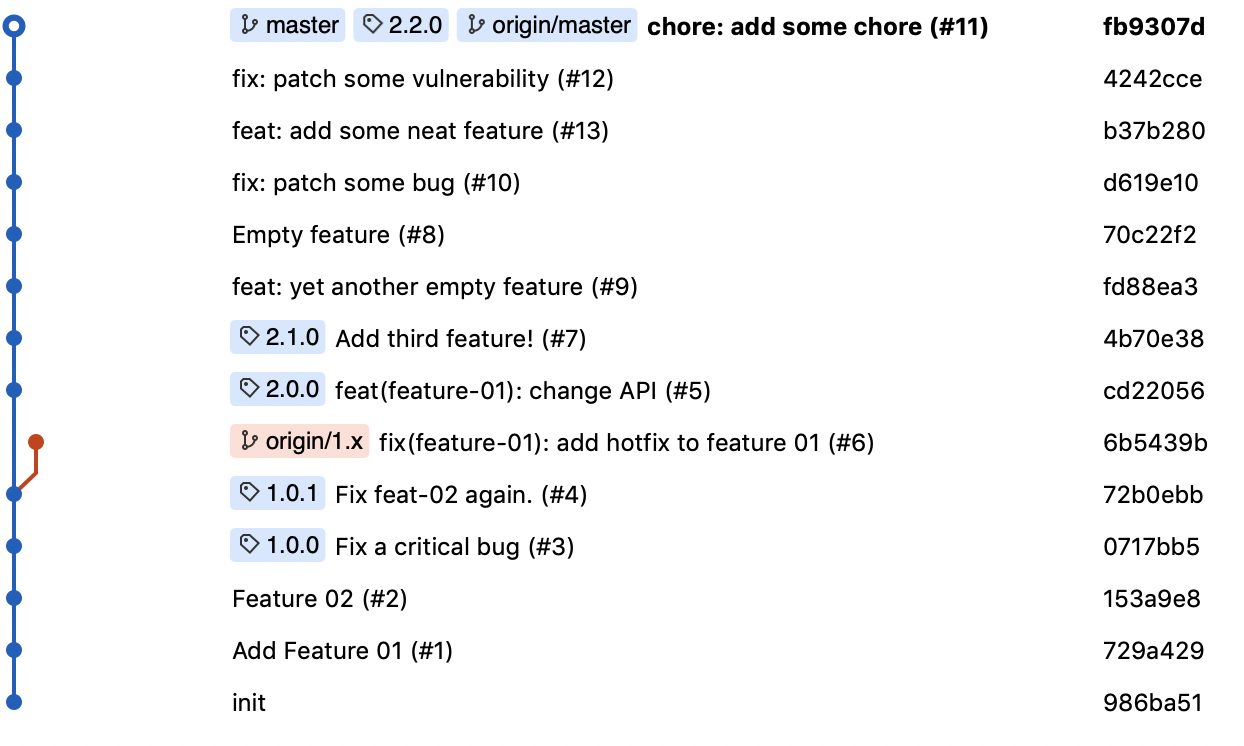 master 2.2.0 origin/master chore: add some chore (#11) fb9307d
fix: patch some vulnerability (#12) 4242cce
feat: add some neat feature (#13) b37b280
fix: patch some bug (#10) d619e10
Empty feature (#8) 70c22f2
feat: yet another empty feature (#9) fd88ea3
2.1.0 Add third feature! (#7) 4b70e38
2.0.0 feat(feature-01): change API (#5) cd22056
origin/1.x fix(feature-01): add hotfix to feature 01 (#6) 6b5439b
1.0.1 Fix feat-02 again. (#4) 72b0ebb
1.0.0 Fix a critical bug (#3) 0717bb5
Feature 02 (#2) 153a9e8
Add Feature 01 (#1) 729a429
init 986ba51